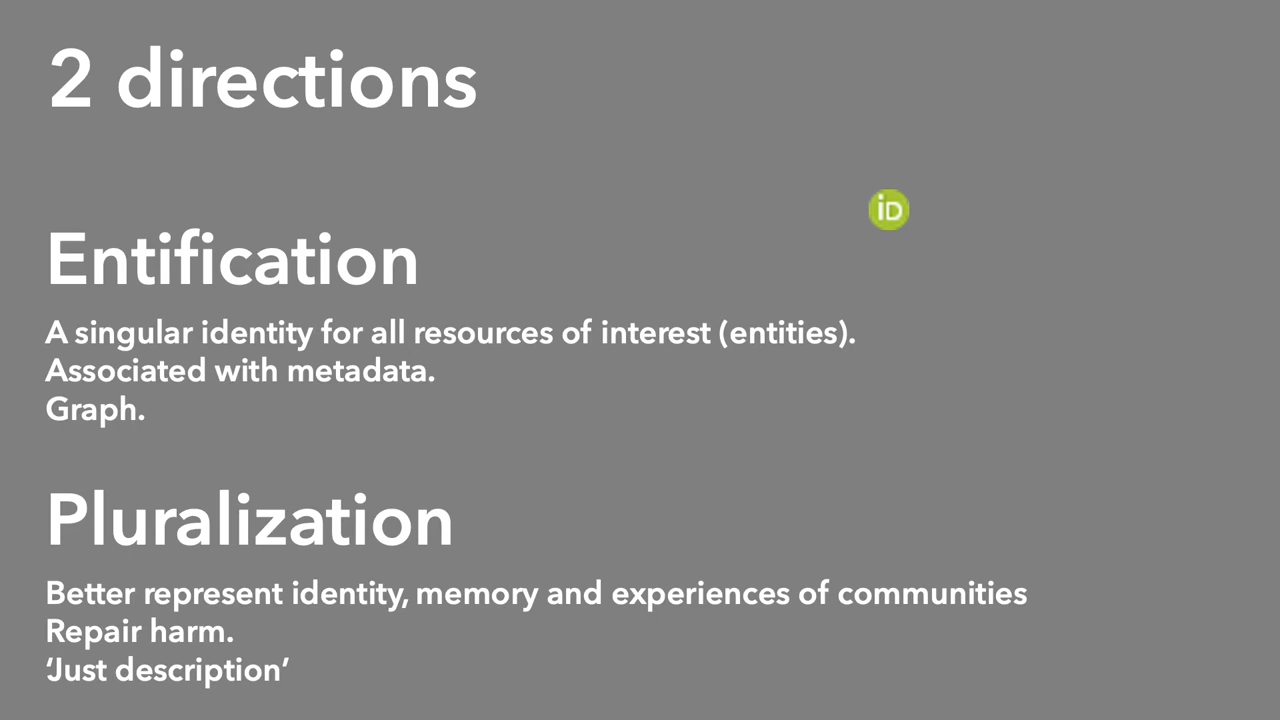 2 directions
iD
Entification
A singular identity for all resources of interest (entities).
Associated with metadata.
Graph.
Pluralization
Better represent identity, memory and experiences of communities
Repair harm.
‘Just description’